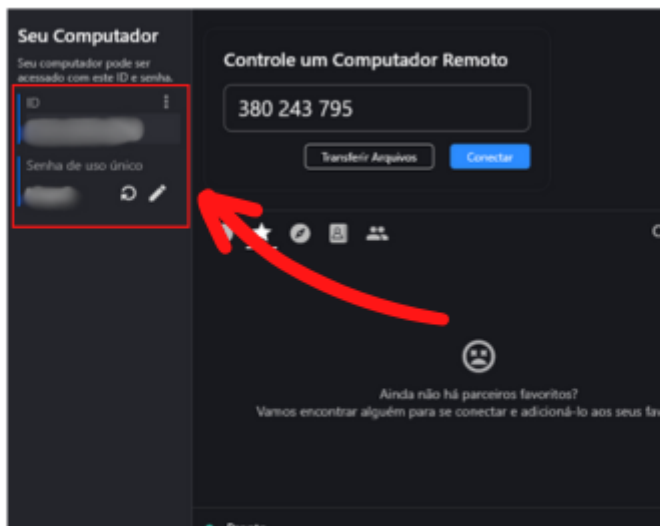 Seu Computador
Seu computador pode ser
acessado com este ID e senha.
ID
Senha de uso único
Controle um Computador Remoto
380 243 795
Transferir Arquivos
Conectar
Ainda não há parceiros favoritos?
Vamos encontrar alguém para se conectar e adicioná-lo aos seus fav